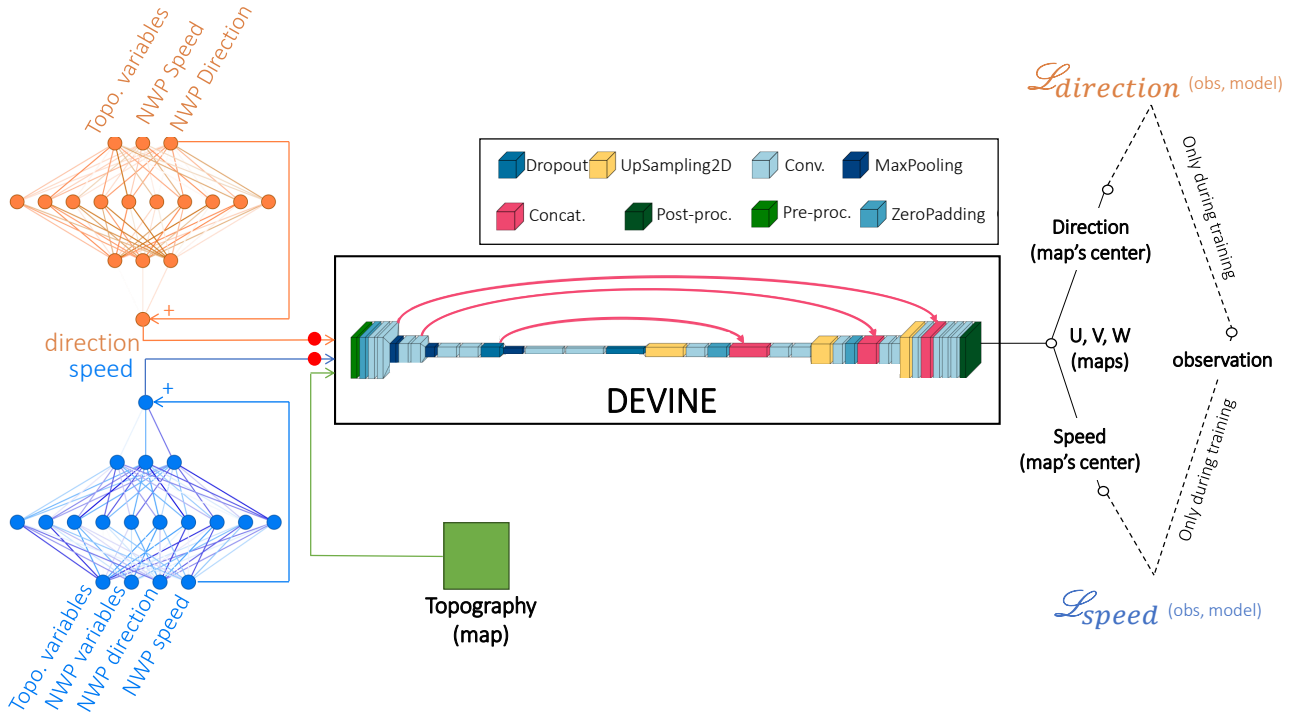 Topo. variables
NWP Speed
NWP Direction
+
direction
speed
+
Topo. variables
NWP variables
NWP direction
NWP speed
Dropout
UpSampling2D
Conv.
MaxPooling
Concat.
Post-proc.
Pre-proc.
ZeroPadding
DEVINE
Topography
(map)
ℒdirection (obs, model)
Only during training
Direction
(map's center)
U, V, W
(maps)
observation
Speed
(map's center)
Only during training
ℒspeed (obs, model)